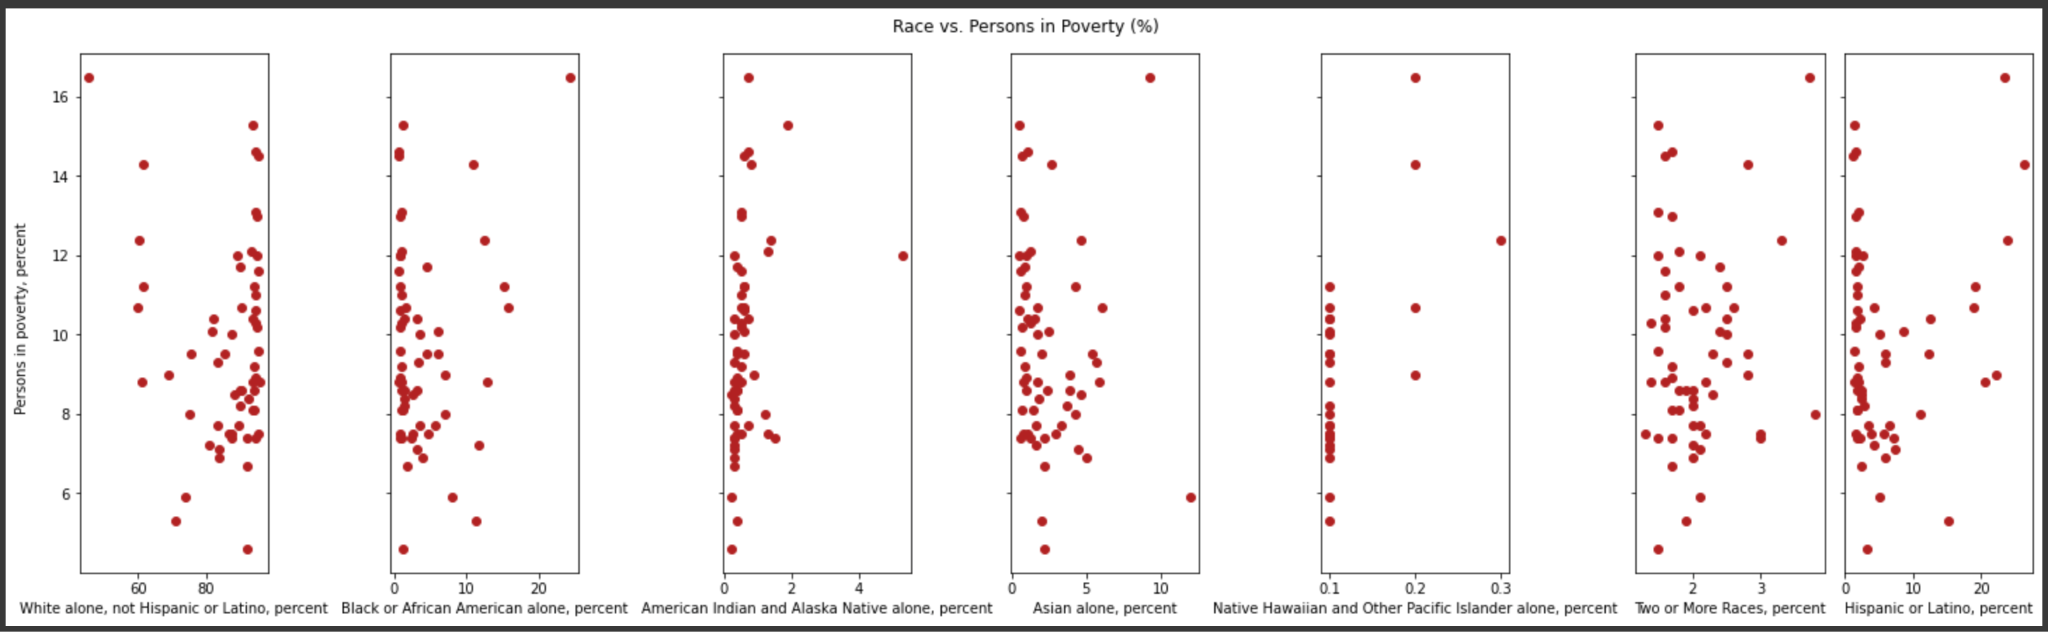 Race vs. Persons in Poverty (%)
Persons in poverty, percent
16
14
12
10
8
6
60 80
0 10 20
0 2 4
0 5 10
0.1 0.2 0.3
2 3
0 10 20
White alone, not Hispanic or Latino, percent
Black or African American alone, percent
American Indian and Alaska Native alone, percent
Asian alone, percent
Native Hawaiian and Other Pacific Islander alone, percent
Two or More Races, percent
Hispanic or Latino, percent